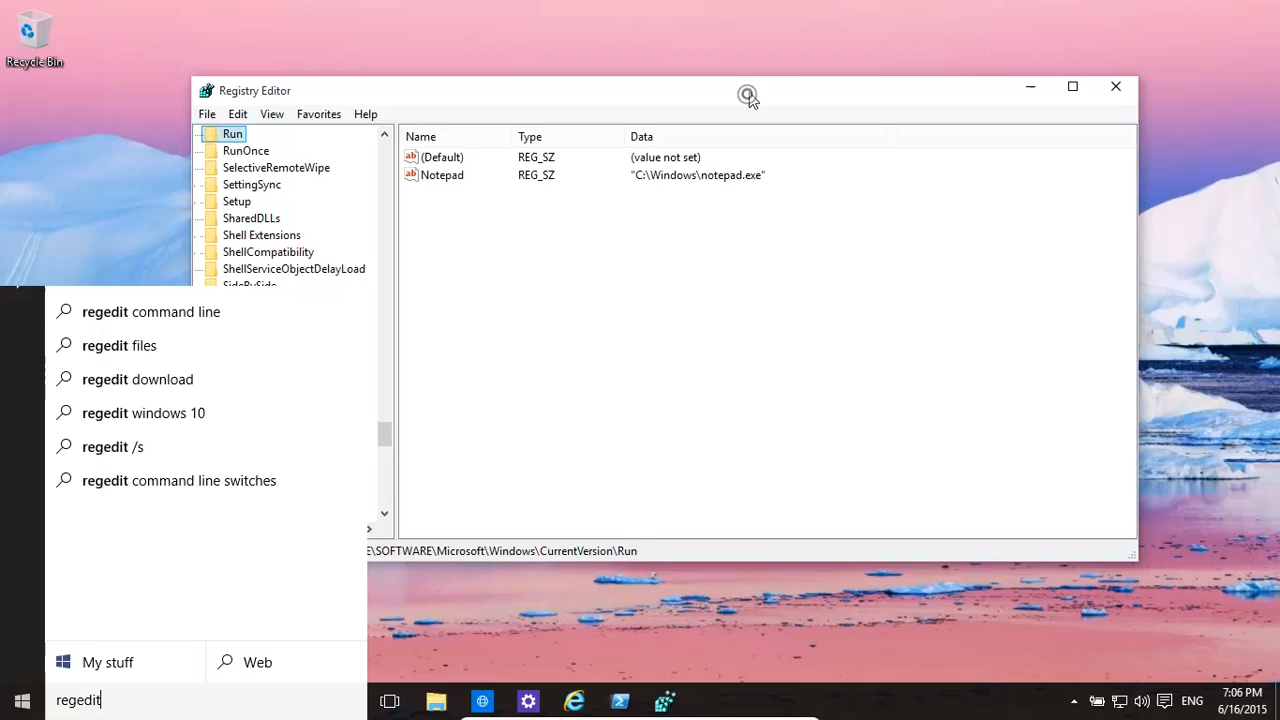 Recycle Bin
Registry Editor
File Edit View Favorites Help
Run
RunOnce
SelectiveRemoteWipe
SettingSync
Setup
SharedDLLs
Shell Extensions
ShellCompatibility
ShellServiceObjectDelayLoad
SideBySide
Name Type Data
(Default) REG_SZ (value not set)
Notepad REG_SZ "C:\Windows\notepad.exe"
E\SOFTWARE\Microsoft\Windows\CurrentVersion\Run
regedit command line
regedit files
regedit download
regedit windows 10
regedit /s
regedit command line switches
My stuff Web
regedit
ENG
7:06 PM
6/16/2015